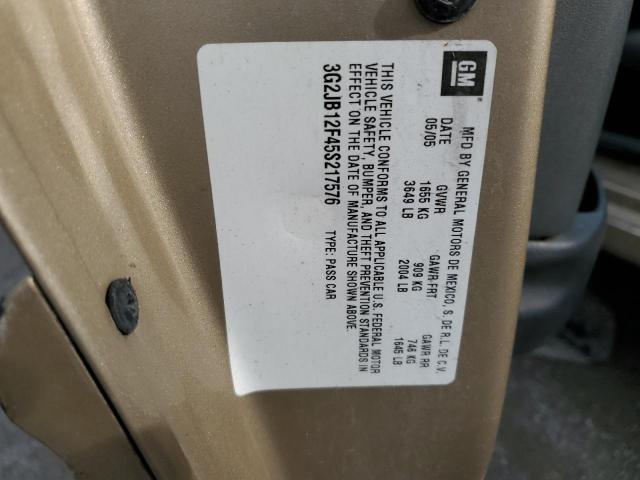 GM
MFD BY GENERAL MOTORS DE MEXICO, S. DE R.L. DE C.V.
DATE GVWR GAWR-FRT GAWR RR
05/05 1655 KG 909 KG 746 KG
3649 LB 2004 LB 1645 LB
THIS VEHICLE CONFORMS TO ALL APPLICABLE U.S. FEDERAL MOTOR
VEHICLE SAFETY, BUMPER, AND THEFT PREVENTION STANDARDS IN
EFFECT ON THE DATE OF MANUFACTURE SHOWN ABOVE.
3G2JB12F45S217576 TYPE: PASS CAR